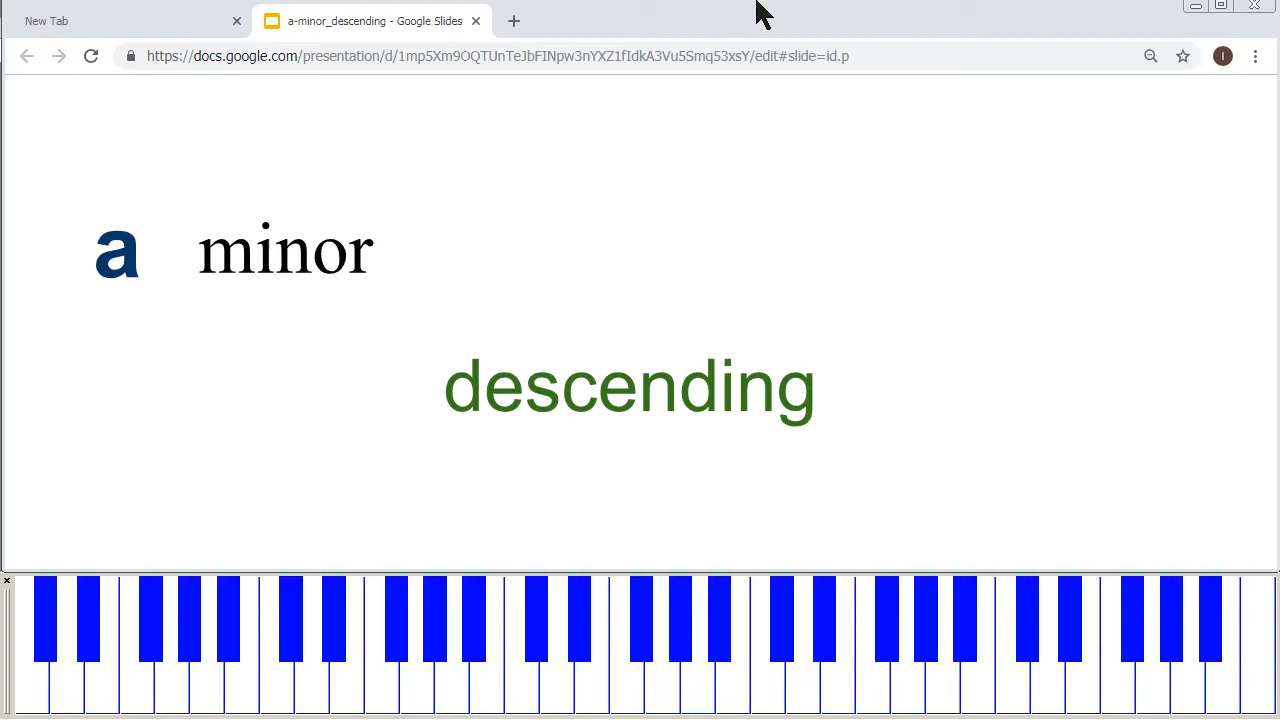 New Tab
a-minor_descending - Google Slides
https://docs.google.com/presentation/d/1mp5Xm9OQTUnTeJbFINpw3nYXZ1fIdkA3Vu5Smq53xsY/edit#slide=id.p
I
a minor
descending